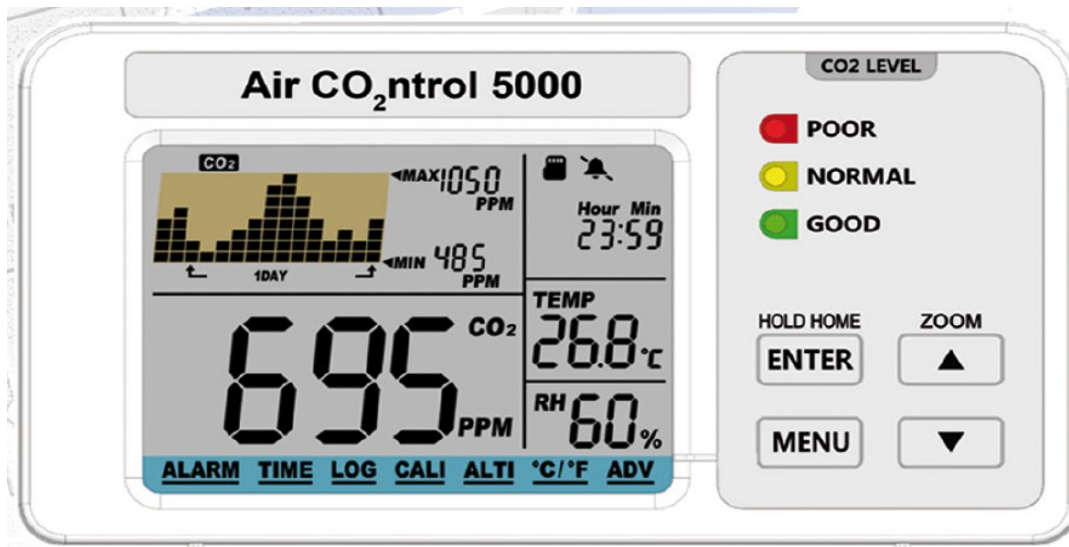 Air CO₂ntrol 5000
CO2 LEVEL
POOR
NORMAL
GOOD
CO₂
◄MAX 1050
PPM
◄MIN 485
PPM
1DAY
Hour Min
23:59
695 CO₂
PPM
TEMP
26.8 °C
RH
60 %
ALARM TIME LOG CALI ALTI °C/°F ADV
HOLD HOME
ENTER
ZOOM
▲
MENU
▼